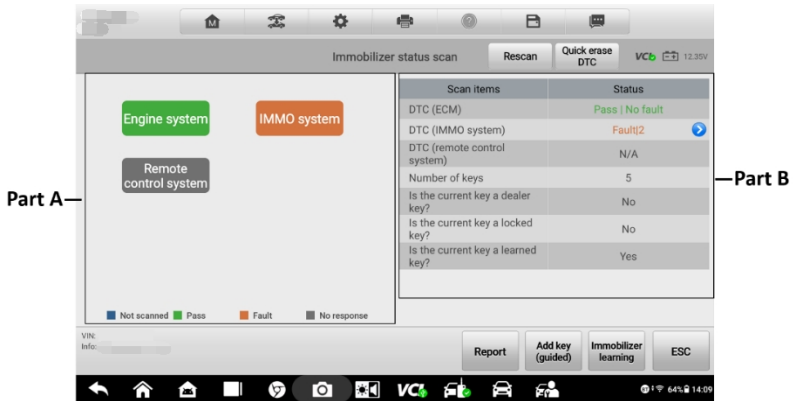 M
?
Immobilizer status scan
Rescan
Quick erase
DTC
VCI
12.35V
Engine system
IMMO system
Remote
control system
Not scanned
Pass
Fault
No response
Part A
Scan items
Status
DTC (ECM)
Pass | No fault
DTC (IMMO system)
Fault|2
DTC (remote control
system)
N/A
Number of keys
5
Is the current key a dealer
key?
No
Is the current key a locked
key?
No
Is the current key a learned
key?
Yes
Part B
VIN:
Info:
Report
Add key
(guided)
Immobilizer
learning
ESC
VCI
64%
14:09